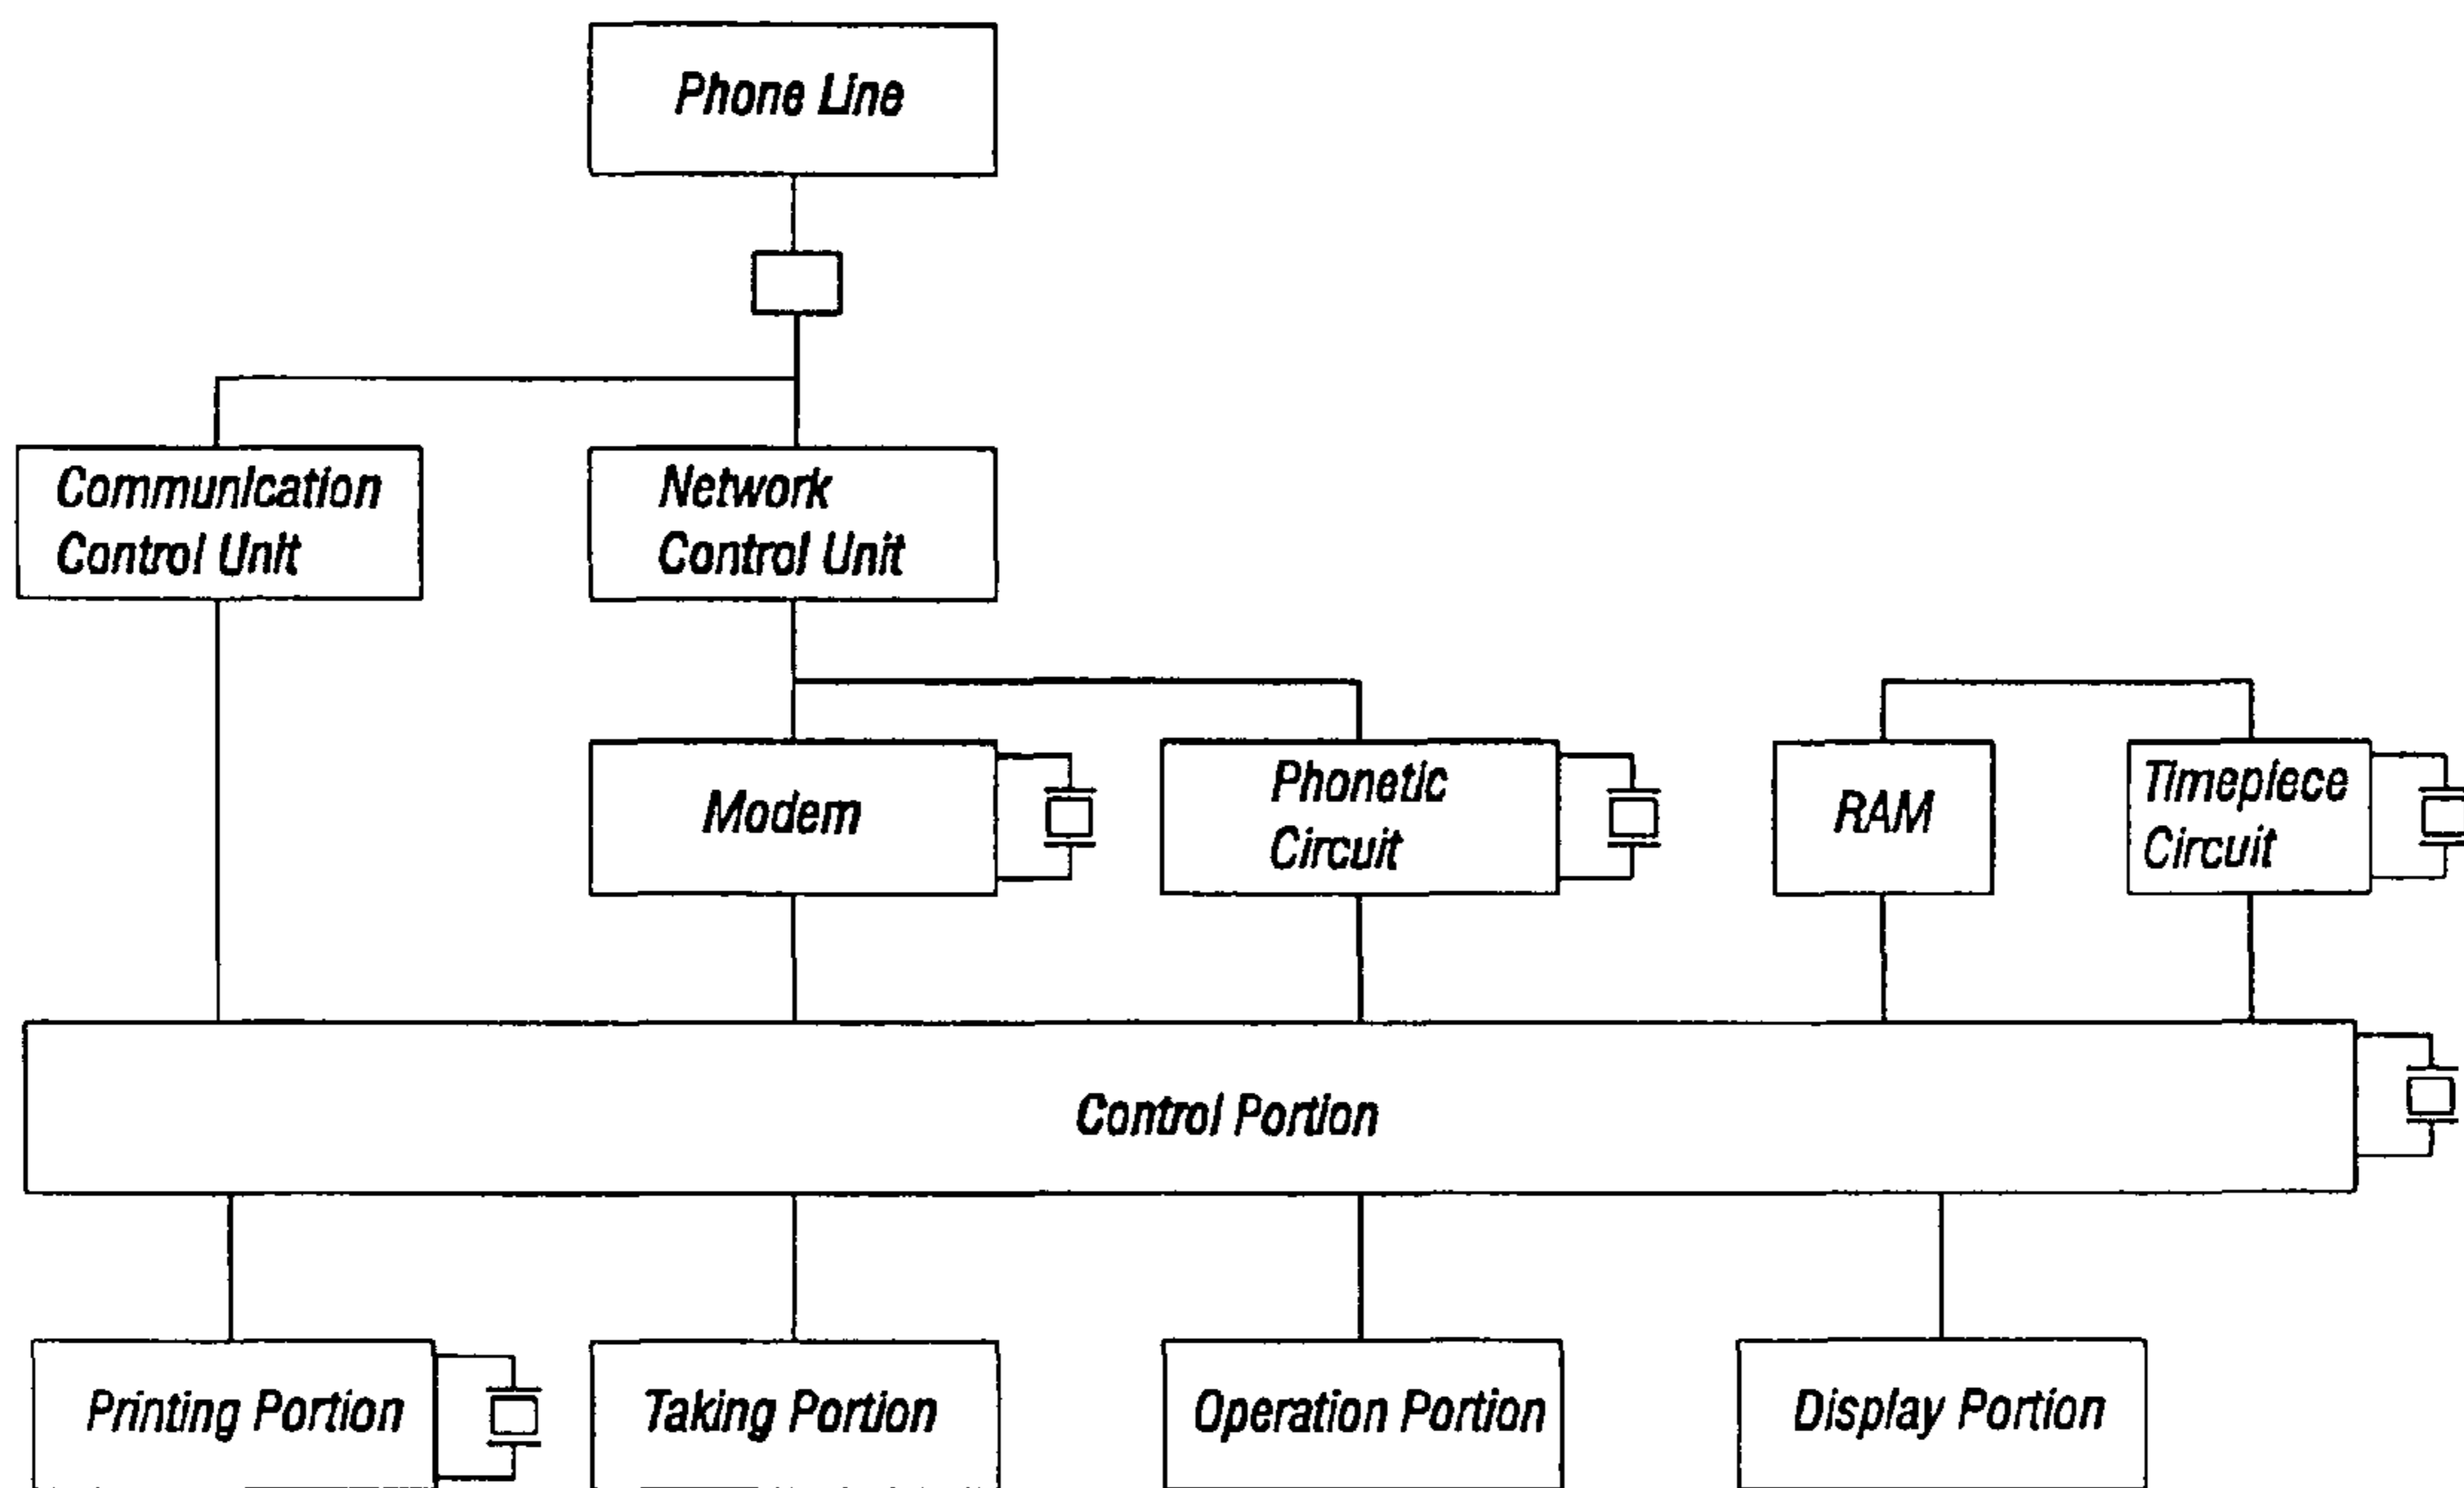 Phone Line
Communication
Control Unit
Network
Control Unit
Modem
Phonetic
Circuit
RAM
Timepiece
Circuit
Control Portion
Printing Portion
Taking Portion
Operation Portion
Display Portion